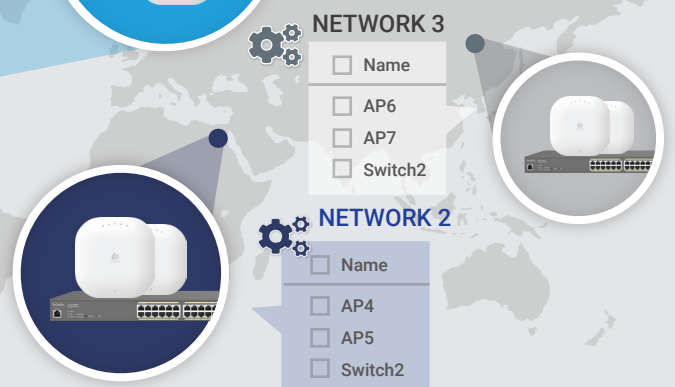 NETWORK 3
Name
AP6
AP7
Switch2
NETWORK 2
Name
AP4
AP5
Switch2